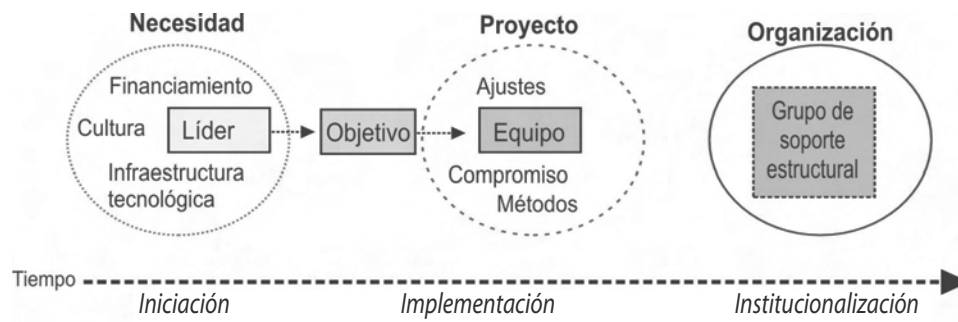 Necesidad
Financiamiento
Cultura
Líder
Infraestructura
tecnológica
Objetivo
Proyecto
Ajustes
Equipo
Compromiso
Métodos
Organización
Grupo de
soporte
estructural
Tiempo
Iniciación
Implementación
Institucionalización